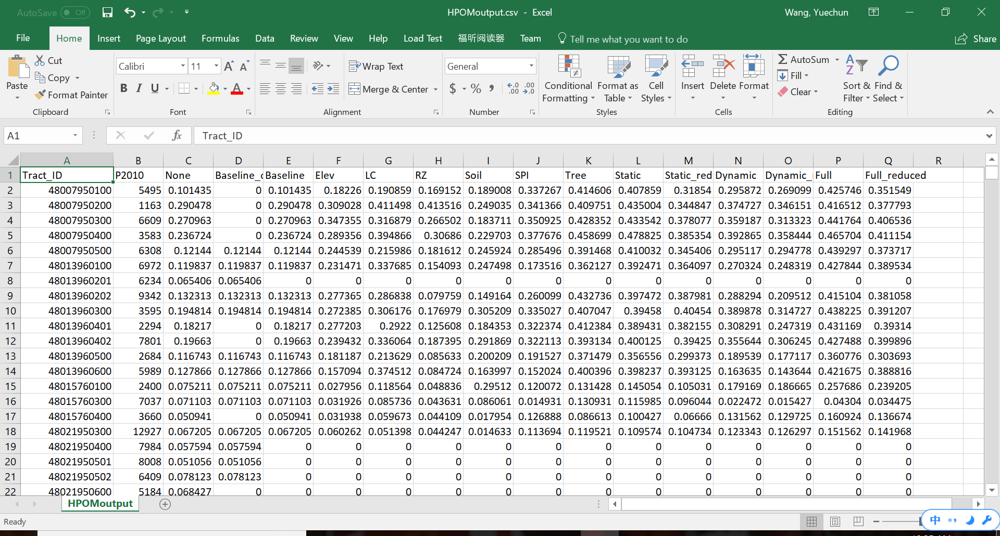 AutoSave Off HPOMoutput.csv - Excel Wang, Yuechun
File Home Insert Page Layout Formulas Data Review View Help Load Test 福昕阅读器 Team Tell me what you want to do Share
Paste Cut Copy Format Painter Clipboard
Calibri 11 B I U A A A Font
Wrap Text Merge & Center Alignment
General $ % , .00 .0 .00 .0 Number
Conditional Formatting Format as Table Cell Styles Styles
Insert Delete Format Cells
AutoSum Fill Clear Sort & Filter Find & Select Editing
A1 fx Tract_ID
A B C D E F G H I J K L M N O P Q R
1 Tract_ID P2010 None Baseline_c Baseline Elev LC RZ Soil SPI Tree Static Static_red Dynamic Dynamic_ Full Full_reduced
2 48007950100 5495 0.101435 0 0.101435 0.18226 0.190859 0.169152 0.189008 0.337267 0.414606 0.407859 0.31854 0.295872 0.269099 0.425746 0.351549
3 48007950200 1163 0.290478 0 0.290478 0.309028 0.411498 0.413516 0.249035 0.341366 0.409751 0.435004 0.344847 0.374727 0.346151 0.416512 0.377793
4 48007950300 6609 0.270963 0 0.270963 0.347355 0.316879 0.266502 0.183711 0.350925 0.428352 0.433542 0.378077 0.359187 0.313323 0.441764 0.406536
5 48007950400 3583 0.236724 0 0.236724 0.289356 0.394866 0.30686 0.229703 0.377676 0.458699 0.478825 0.385354 0.392865 0.358444 0.465704 0.411154
6 48007950500 6308 0.12144 0.12144 0.12144 0.244539 0.215986 0.181612 0.245924 0.285496 0.391468 0.410032 0.345406 0.295117 0.294778 0.439297 0.373717
7 48013960100 6972 0.119837 0.119837 0.119837 0.231471 0.337685 0.154093 0.247498 0.173516 0.362127 0.392471 0.364097 0.270324 0.248319 0.427844 0.389534
8 48013960201 6234 0.065406 0.065406 0 0 0 0 0 0 0 0 0 0 0 0 0
9 48013960202 9342 0.132313 0.132313 0.132313 0.277365 0.286838 0.079759 0.149164 0.260099 0.432736 0.397472 0.387981 0.288294 0.209512 0.415104 0.381058
10 48013960300 3595 0.194814 0.194814 0.194814 0.272385 0.306176 0.176979 0.305209 0.335027 0.407047 0.39458 0.40454 0.389878 0.314727 0.438225 0.391207
11 48013960401 2294 0.18217 0 0.18217 0.277203 0.2922 0.125608 0.184353 0.322374 0.412384 0.389431 0.382155 0.308291 0.247319 0.431169 0.39314
12 48013960402 7801 0.19663 0 0.19663 0.239432 0.336064 0.187395 0.291869 0.322113 0.393134 0.400125 0.39425 0.355644 0.306245 0.427488 0.399896
13 48013960500 2684 0.116743 0.116743 0.116743 0.181187 0.213629 0.085633 0.200209 0.191527 0.371479 0.356556 0.299373 0.189539 0.177117 0.360776 0.303693
14 48013960600 5989 0.127866 0.127866 0.127866 0.157094 0.374512 0.084724 0.163997 0.152024 0.400396 0.398237 0.393125 0.163635 0.143644 0.421675 0.388816
15 48015760100 2400 0.075211 0.075211 0.075211 0.027956 0.118564 0.048836 0.29512 0.120072 0.131428 0.145054 0.105031 0.179169 0.186665 0.257686 0.239205
16 48015760300 7037 0.071103 0.071103 0.071103 0.031926 0.085736 0.043631 0.086061 0.014931 0.130931 0.115985 0.096044 0.022472 0.015427 0.04304 0.034475
17 48015760400 3660 0.050941 0 0.050941 0.031938 0.059673 0.044109 0.017954 0.126888 0.086613 0.100427 0.06666 0.131562 0.129725 0.160924 0.136674
18 48021950300 12927 0.067205 0.067205 0.067205 0.060262 0.051398 0.044247 0.014633 0.113694 0.119521 0.109574 0.104734 0.123343 0.126297 0.151562 0.141968
19 48021950400 7984 0.057594 0.057594 0 0 0 0 0 0 0 0 0 0 0 0 0
20 48021950501 8008 0.051056 0.051056 0 0 0 0 0 0 0 0 0 0 0 0 0
21 48021950502 6409 0.078123 0.078123 0 0 0 0 0 0 0 0 0 0 0 0 0
22 48021950600 5184 0.068427 0 0 0 0 0 0 0 0 0 0 0 0 0 0
HPOMoutput
Ready 中